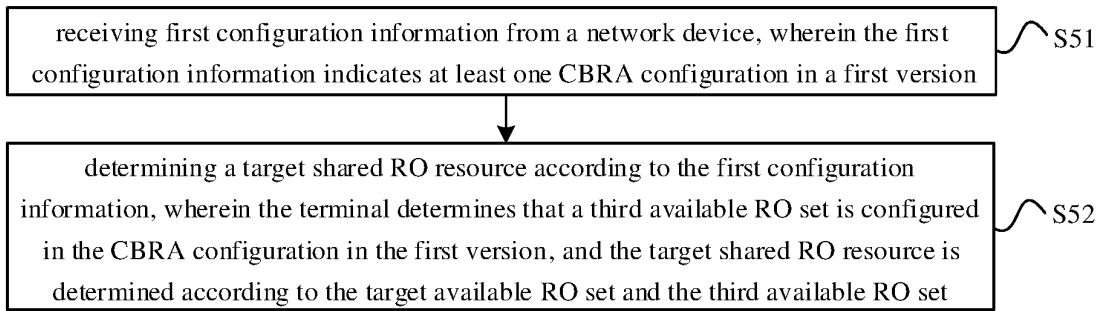 receiving first configuration information from a network device, wherein the first
configuration information indicates at least one CBRA configuration in a first version
S51
determining a target shared RO resource according to the first configuration
information, wherein the terminal determines that a third available RO set is configured
in the CBRA configuration in the first version, and the target shared RO resource is
determined according to the target available RO set and the third available RO set
S52